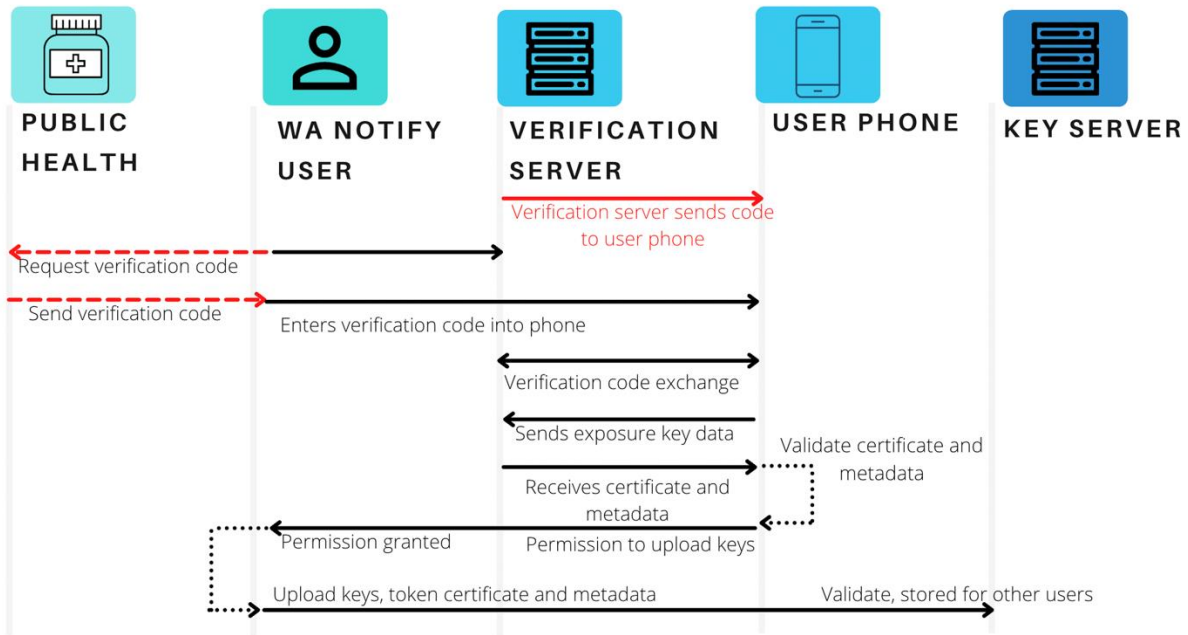 PUBLIC
HEALTH
WA NOTIFY
USER
VERIFICATION
SERVER
USER PHONE
KEY SERVER
Verification server sends code
to user phone
Request verification code
Send verification code
Enters verification code into phone
Verification code exchange
Sends exposure key data
Validate certificate and
metadata
Receives certificate and
metadata
Permission granted
Permission to upload keys
Upload keys, token certificate and metadata
Validate, stored for other users